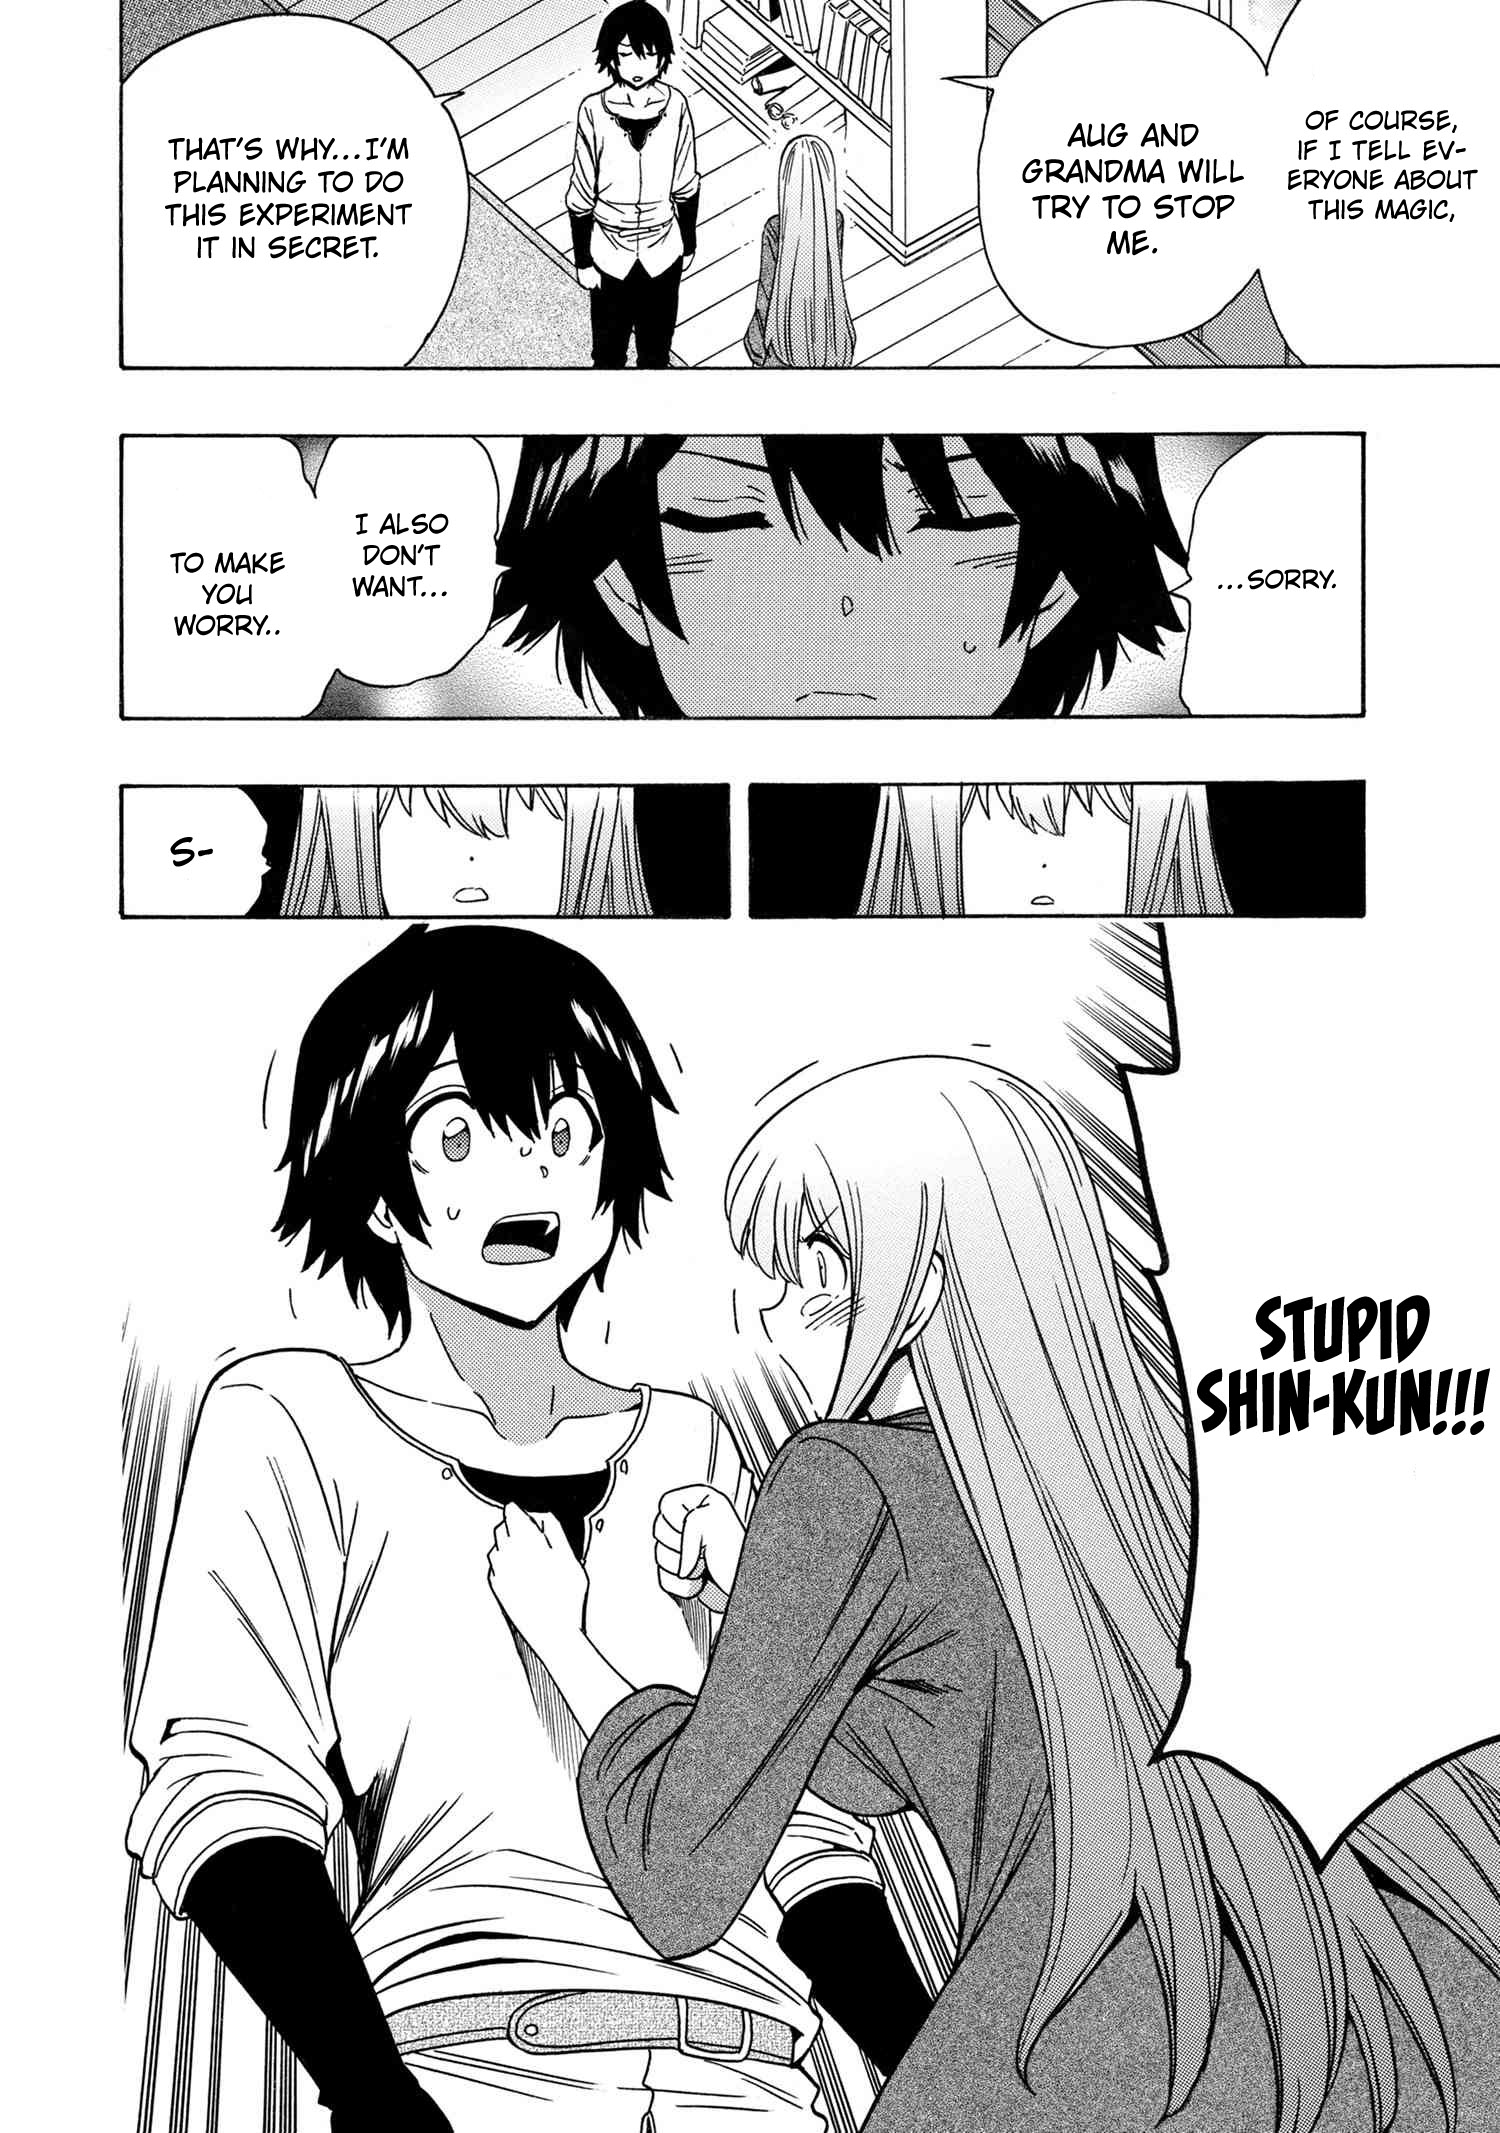 OF COURSE,
IF I TELL EV-
ERYONE ABOUT
THIS MAGIC,
AUG AND
GRANDMA WILL
TRY TO STOP
ME.
THAT'S WHY...I'M
PLANNING TO DO
THIS EXPERIMENT
IT IN SECRET.
...SORRY.
I ALSO
DON'T
WANT...
TO MAKE
YOU
WORRY..
S-
STUPID
SHIN-KUN!!!